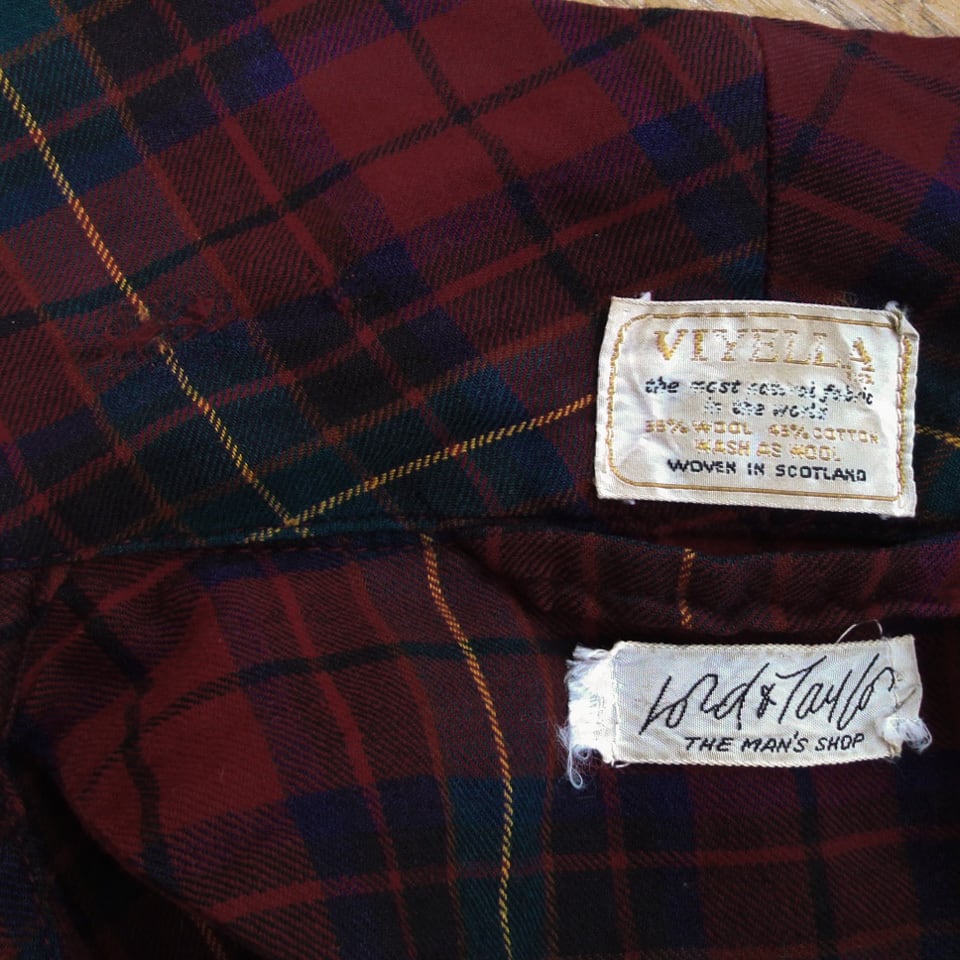 VIYELLA
the most natural fabric
in the world
55% WOOL 45% COTTON
WASH AS WOOL
WOVEN IN SCOTLAND
Lord & Taylor
THE MAN'S SHOP